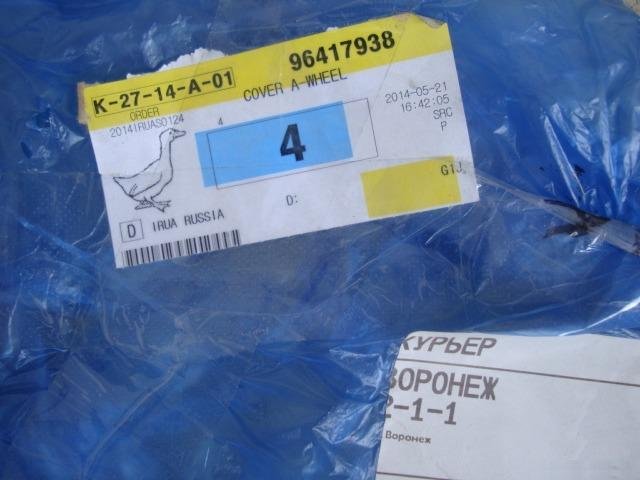 96417938
K-27-14-A-01
COVER A-WHEEL
ORDER
2014-05-21
2014IRUAS0124
4
16:42:05
SRC
4
P
G1J
D:
D IRUA RUSSIA
КУРЬЕР
ВОРОНЕЖ
2-1-1
Воронеж